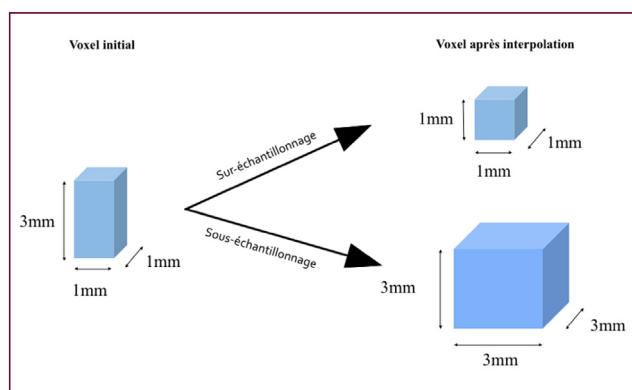 Voxel initial
Voxel après interpolation
1mm
1mm
1mm
Sur-échantillonnage
3mm
1mm
1mm
Sous-échantillonnage
3mm
3mm
3mm